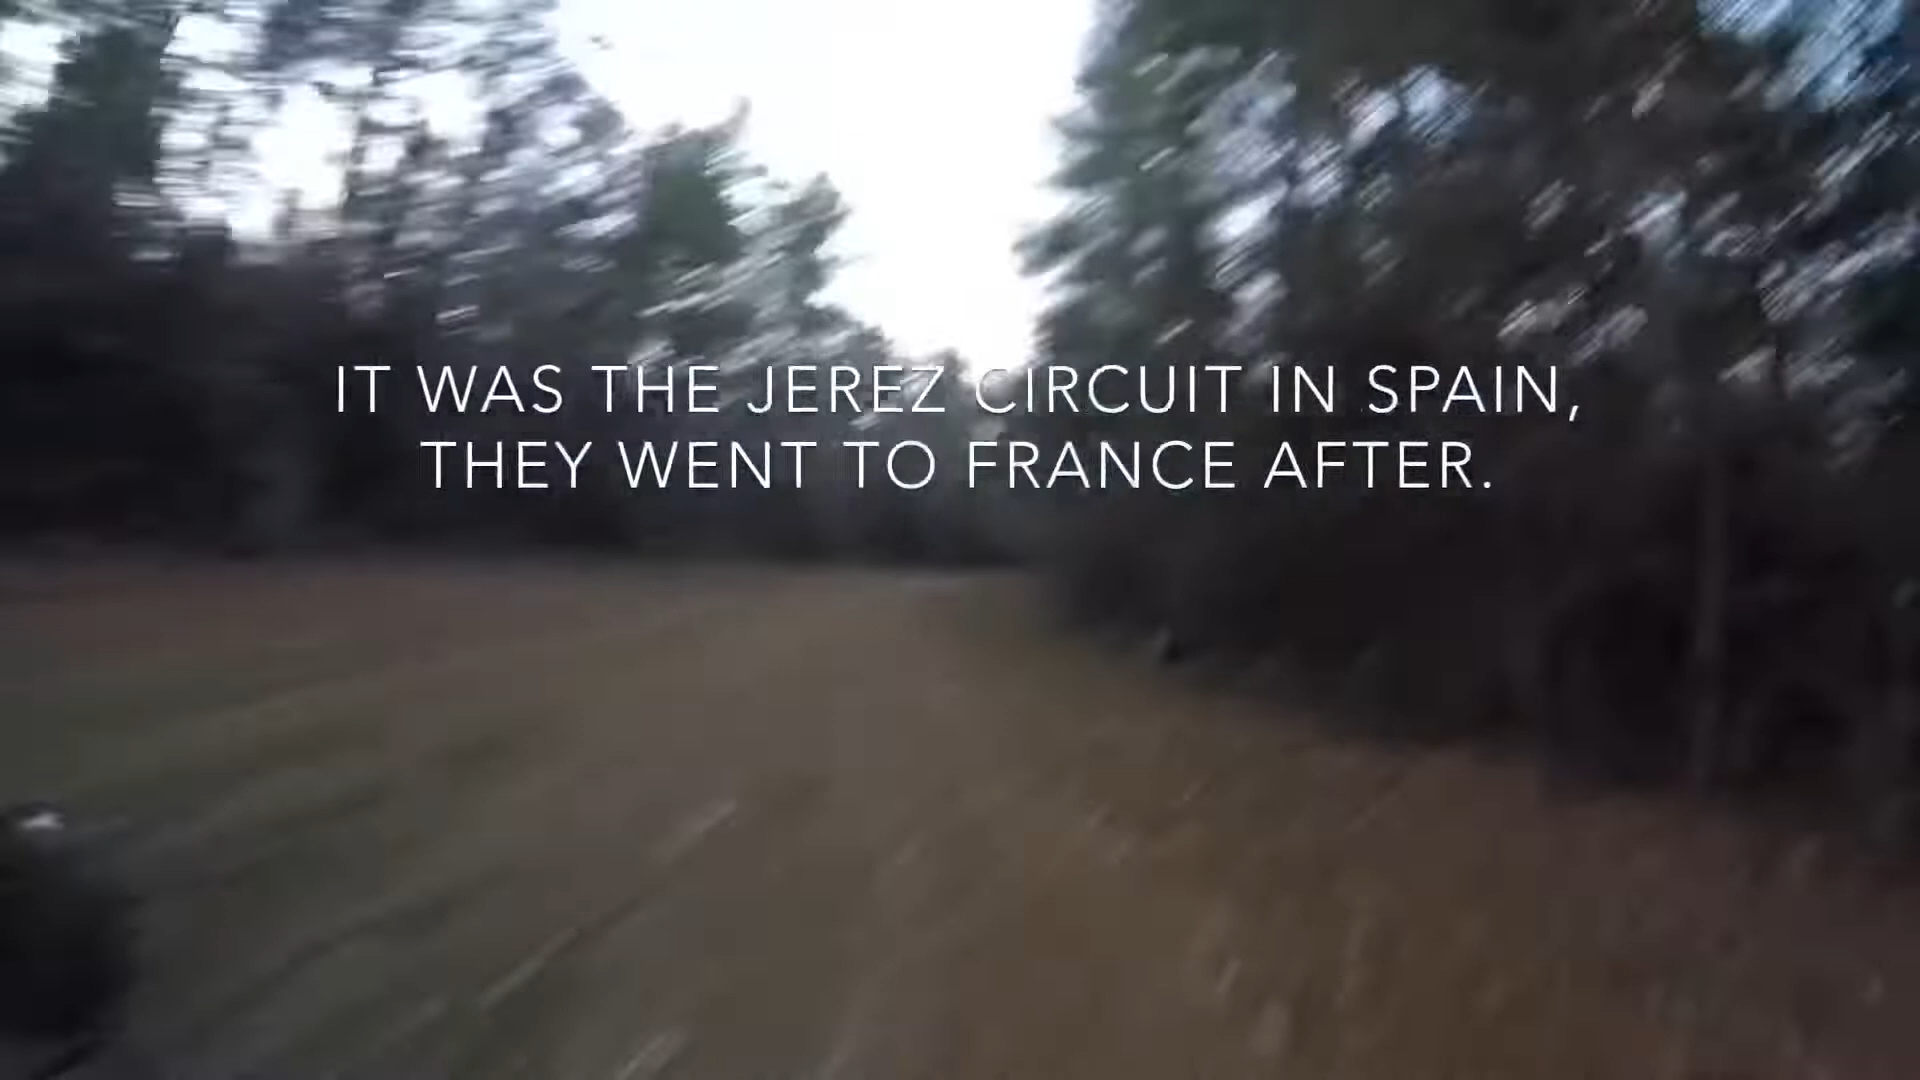 IT WAS THE JEREZ CIRCUIT IN SPAIN,
THEY WENT TO FRANCE AFTER.